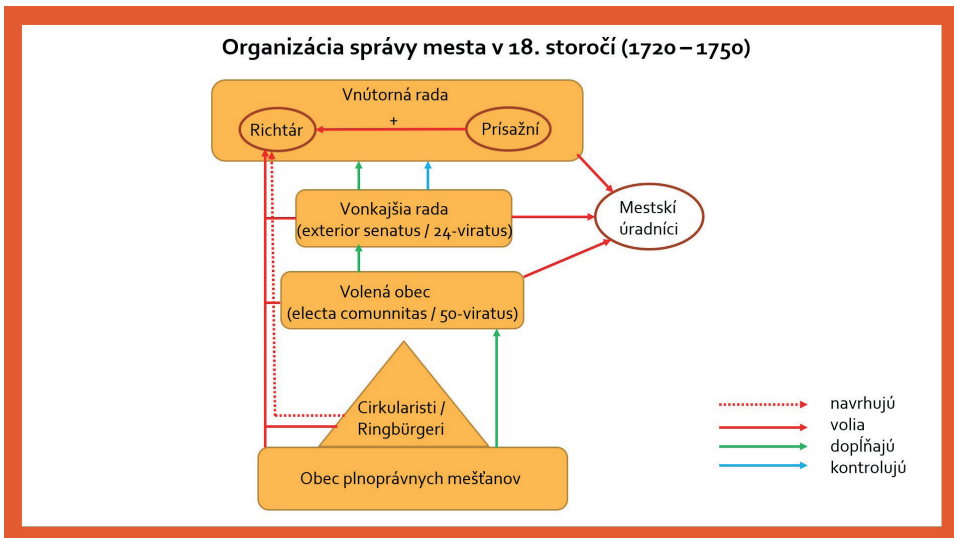 Organizácia správy mesta v 18. storočí (1720 – 1750)
Vnútorná rada
Richtár
+
Prísažní
Vonkajšia rada
(exterior senatus / 24-viratus)
Mestskí
úradníci
Volená obec
(electa comunnitas / 50-viratus)
Cirkularisti /
Ringbürgeri
Obec plnoprávnych mešťanov
navrhujú
volia
dopĺňajú
kontrolujú